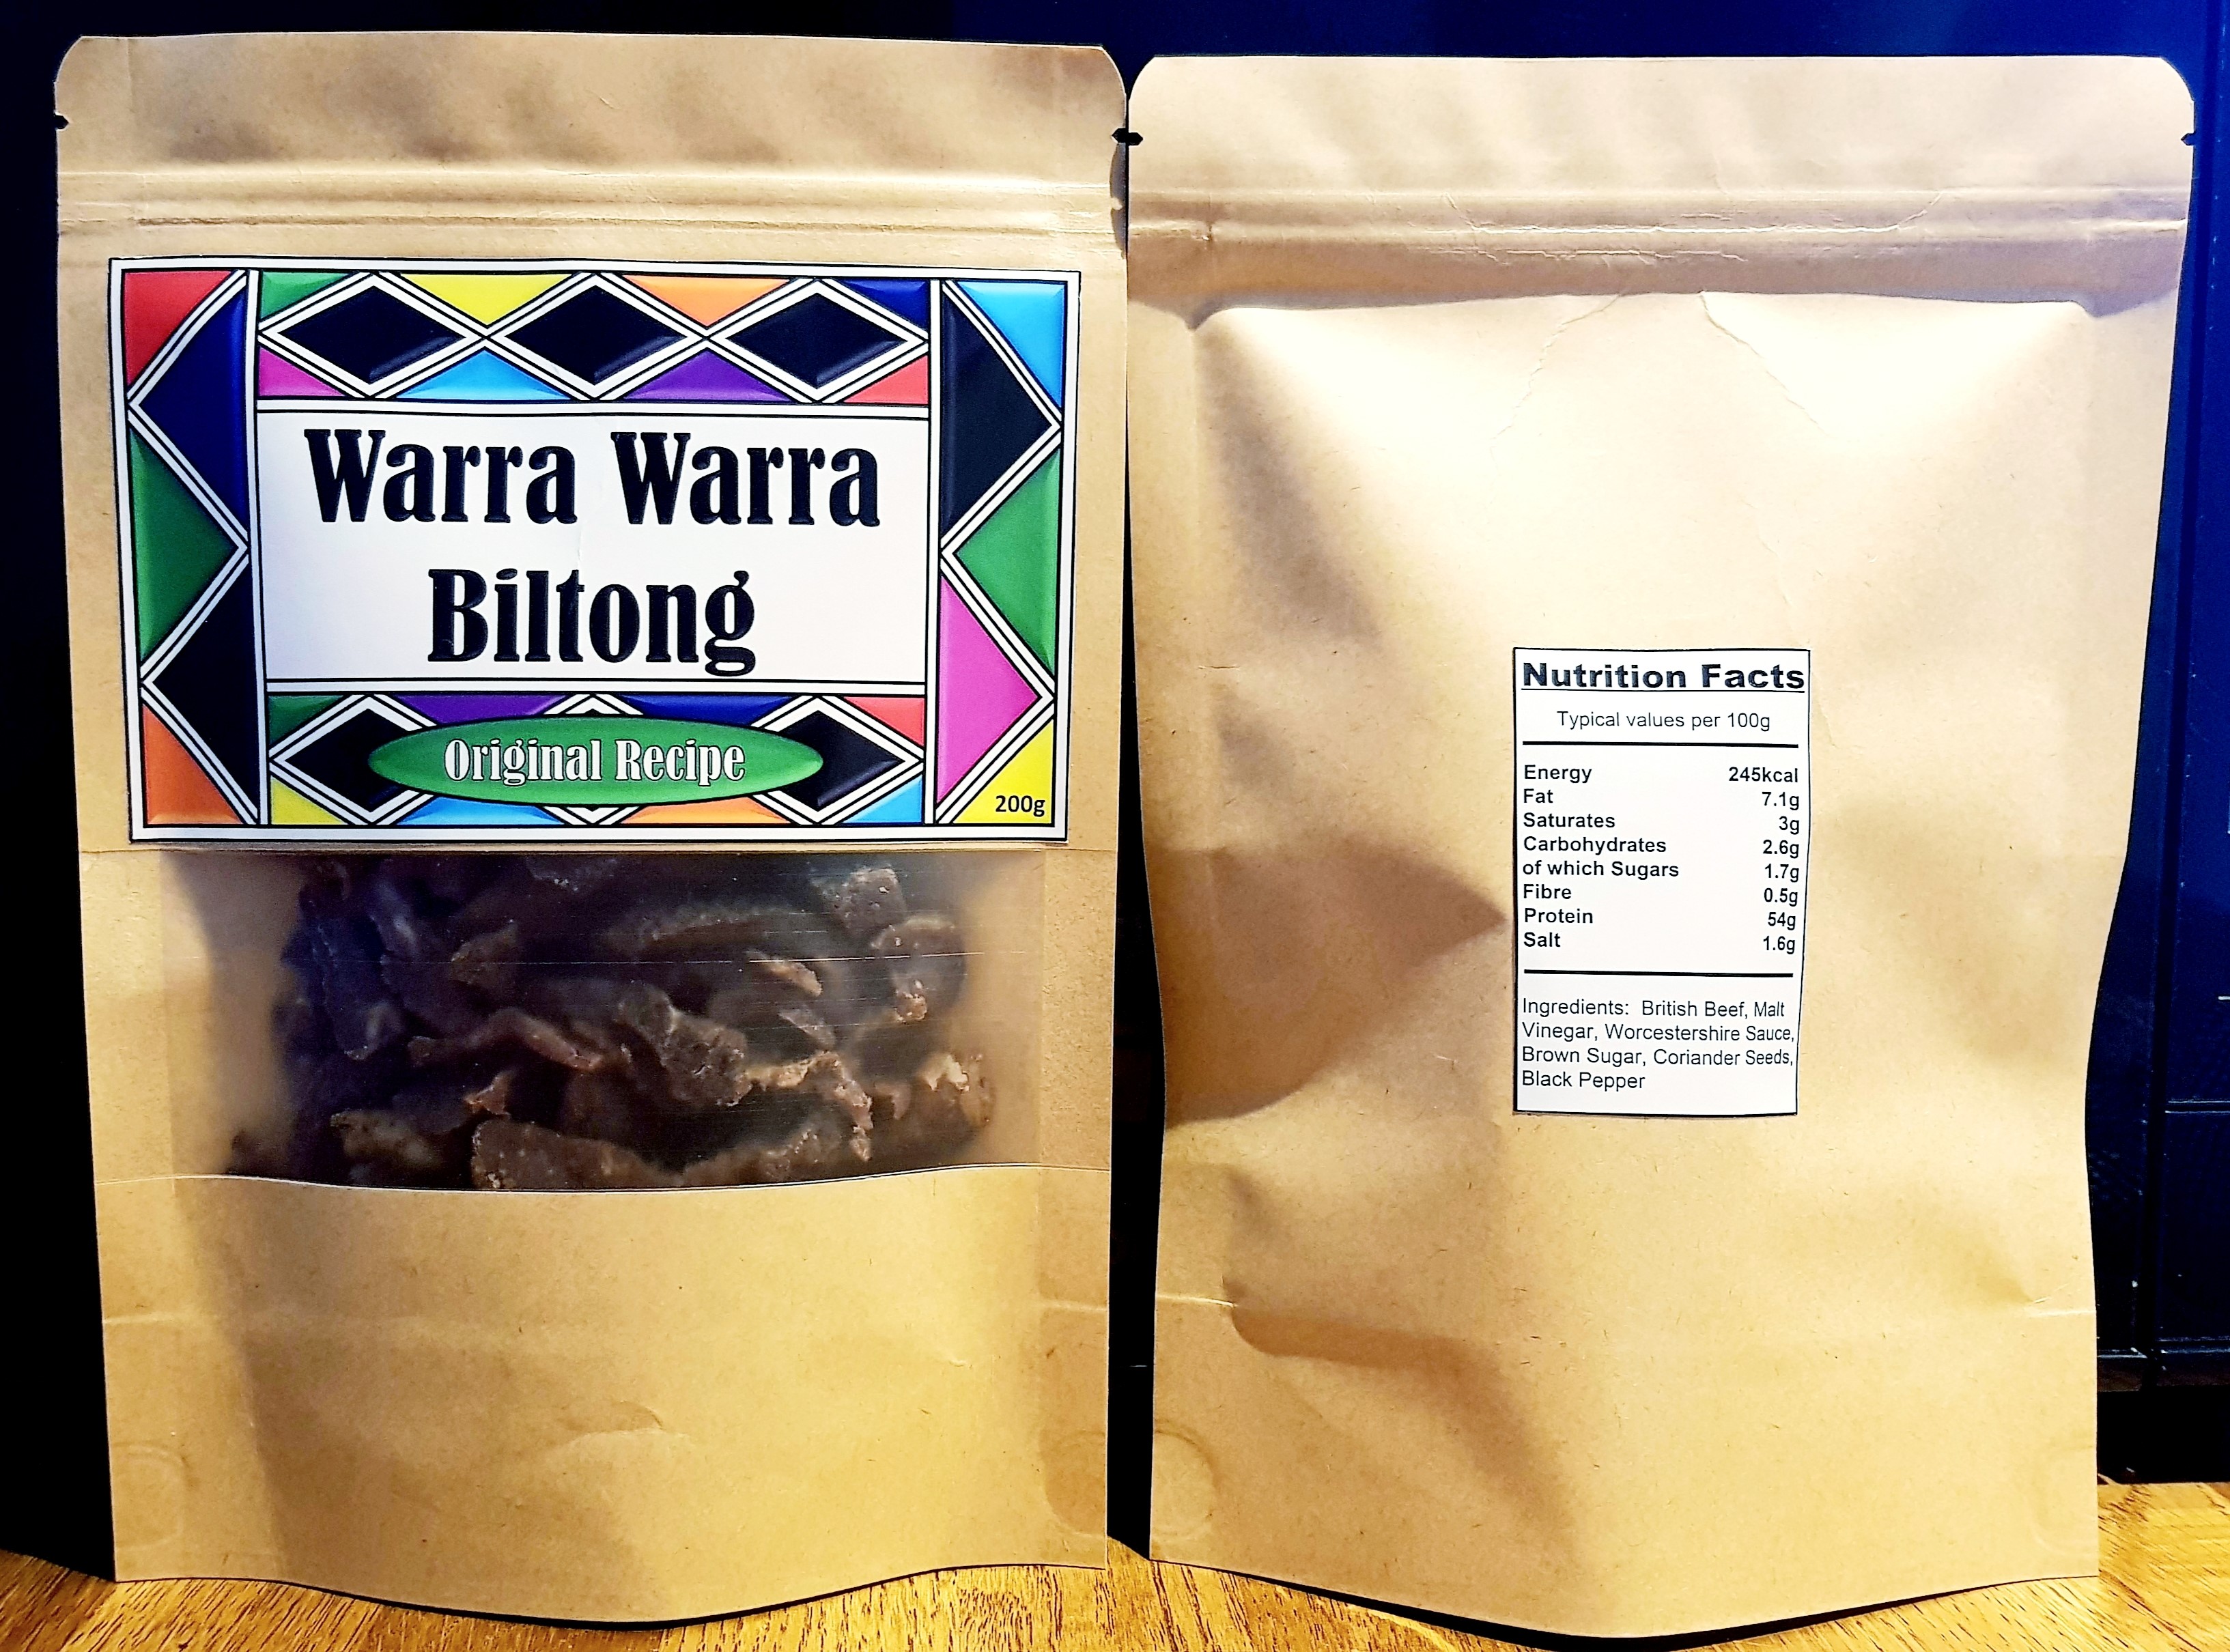 Warra Warra
Biltong
Original Recipe
200g
Nutrition Facts
Typical values per 100g
Energy 245kcal
Fat 7.1g
Saturates 3g
Carbohydrates 2.6g
of which Sugars 1.7g
Fibre 0.5g
Protein 54g
Salt 1.6g
Ingredients: British Beef, Malt
Vinegar, Worcestershire Sauce,
Brown Sugar, Coriander Seeds,
Black Pepper